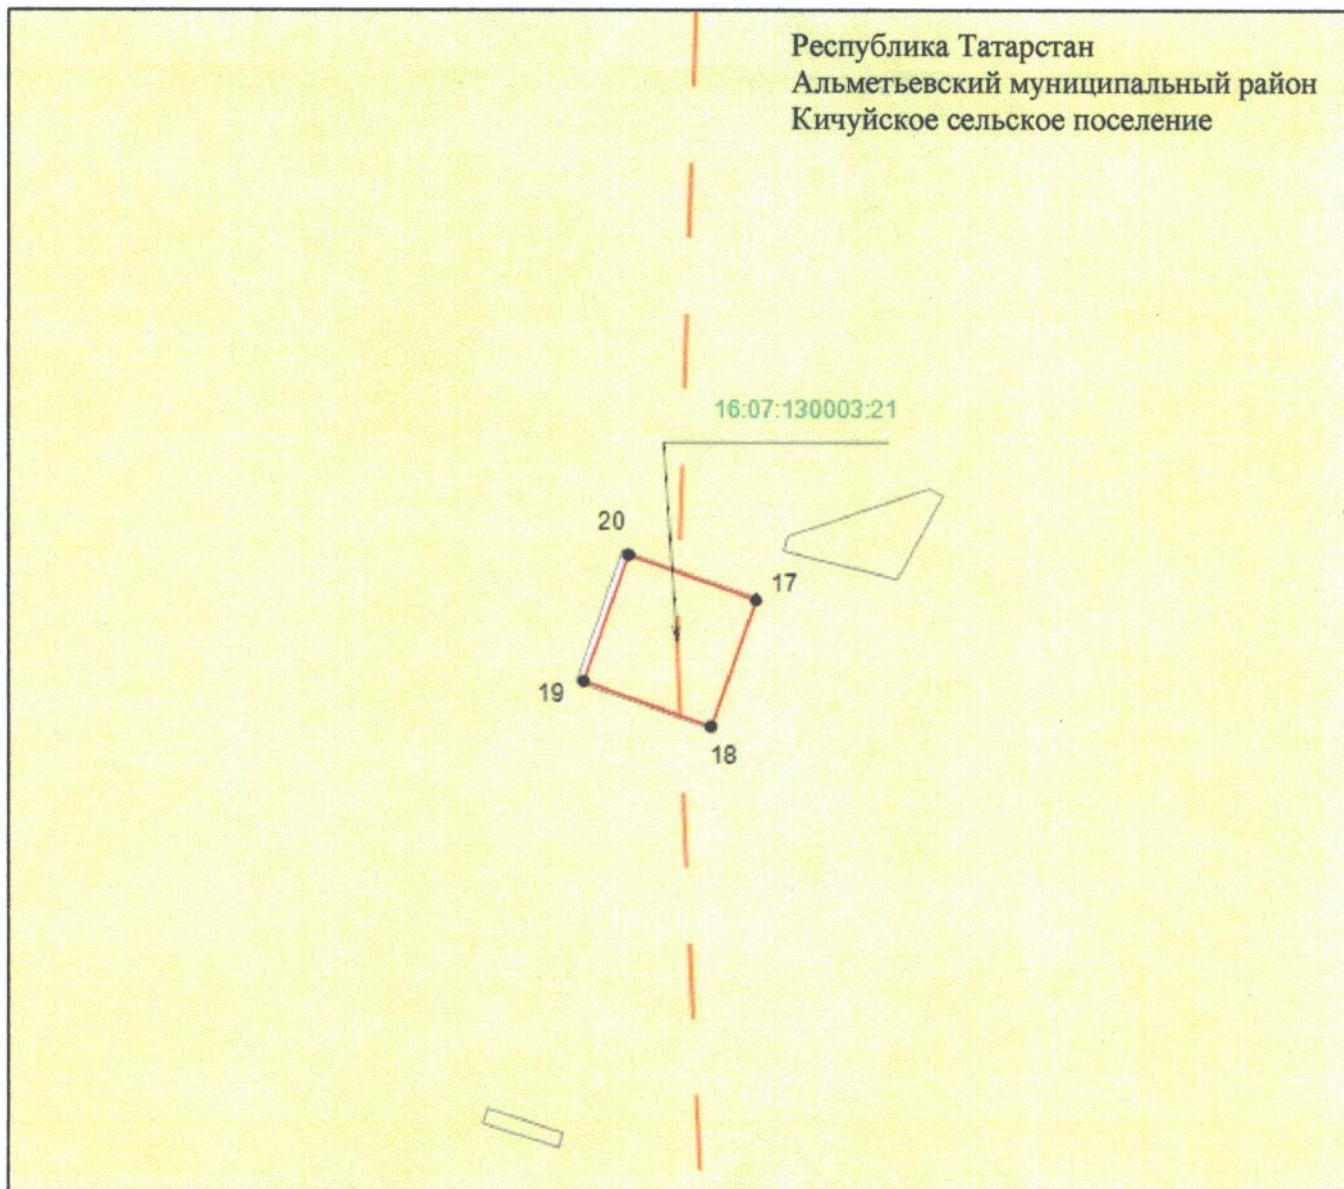 Республика Татарстан
Альметьевский муниципальный район
Кичуйское сельское поселение
16:07:130003:21
20
17
19
18